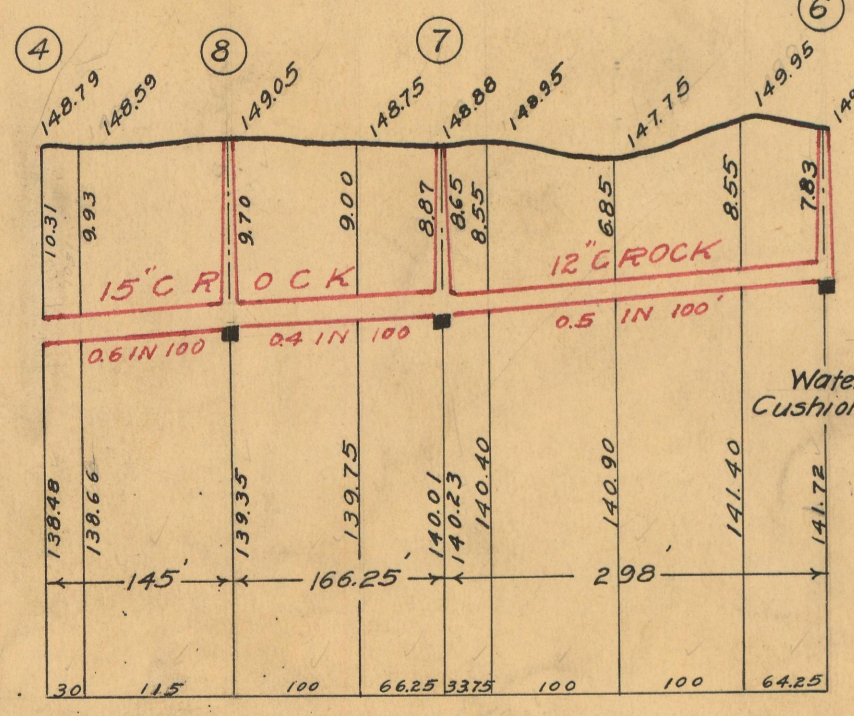 4 8 7 6
148.79 148.59 149.05 148.75 148.88 148.95 147.75 149.95
10.31 9.93 9.70 9.00 8.87 8.65 8.55 6.85 8.55 7.83
15"C ROCK 12"C ROCK
0.6 IN 100 0.4 IN 100 0.5 IN 100'
Wate
Cushion
138.48 138.66 139.35 139.75 140.01 140.23 140.40 140.90 141.40 141.72
145' 166.25' 298'
30 115 100 66.25 33.75 100 100 64.25